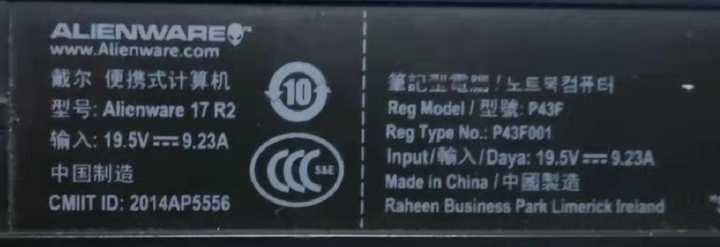 ALIENWARE
www.Alienware.com
戴尔 便携式计算机
型号: Alienware 17 R2
输入: 19.5V 9.23A
中国制造
CMIIT ID: 2014AP5556
10
CCC S&E
筆記型電腦 / 노트북컴퓨터
Reg Model / 型號: P43F
Reg Type No.: P43F001
Input/輸入/Daya: 19.5V 9.23A
Made in China / 中國製造
Raheen Business Park Limerick Ireland